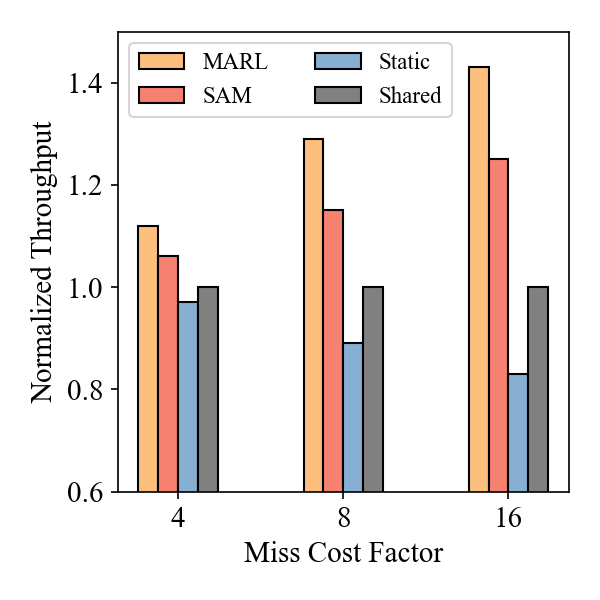 MARL
SAM
Static
Shared
1.4
1.2
1.0
0.8
0.6
Normalized Throughput
4
8
16
Miss Cost Factor